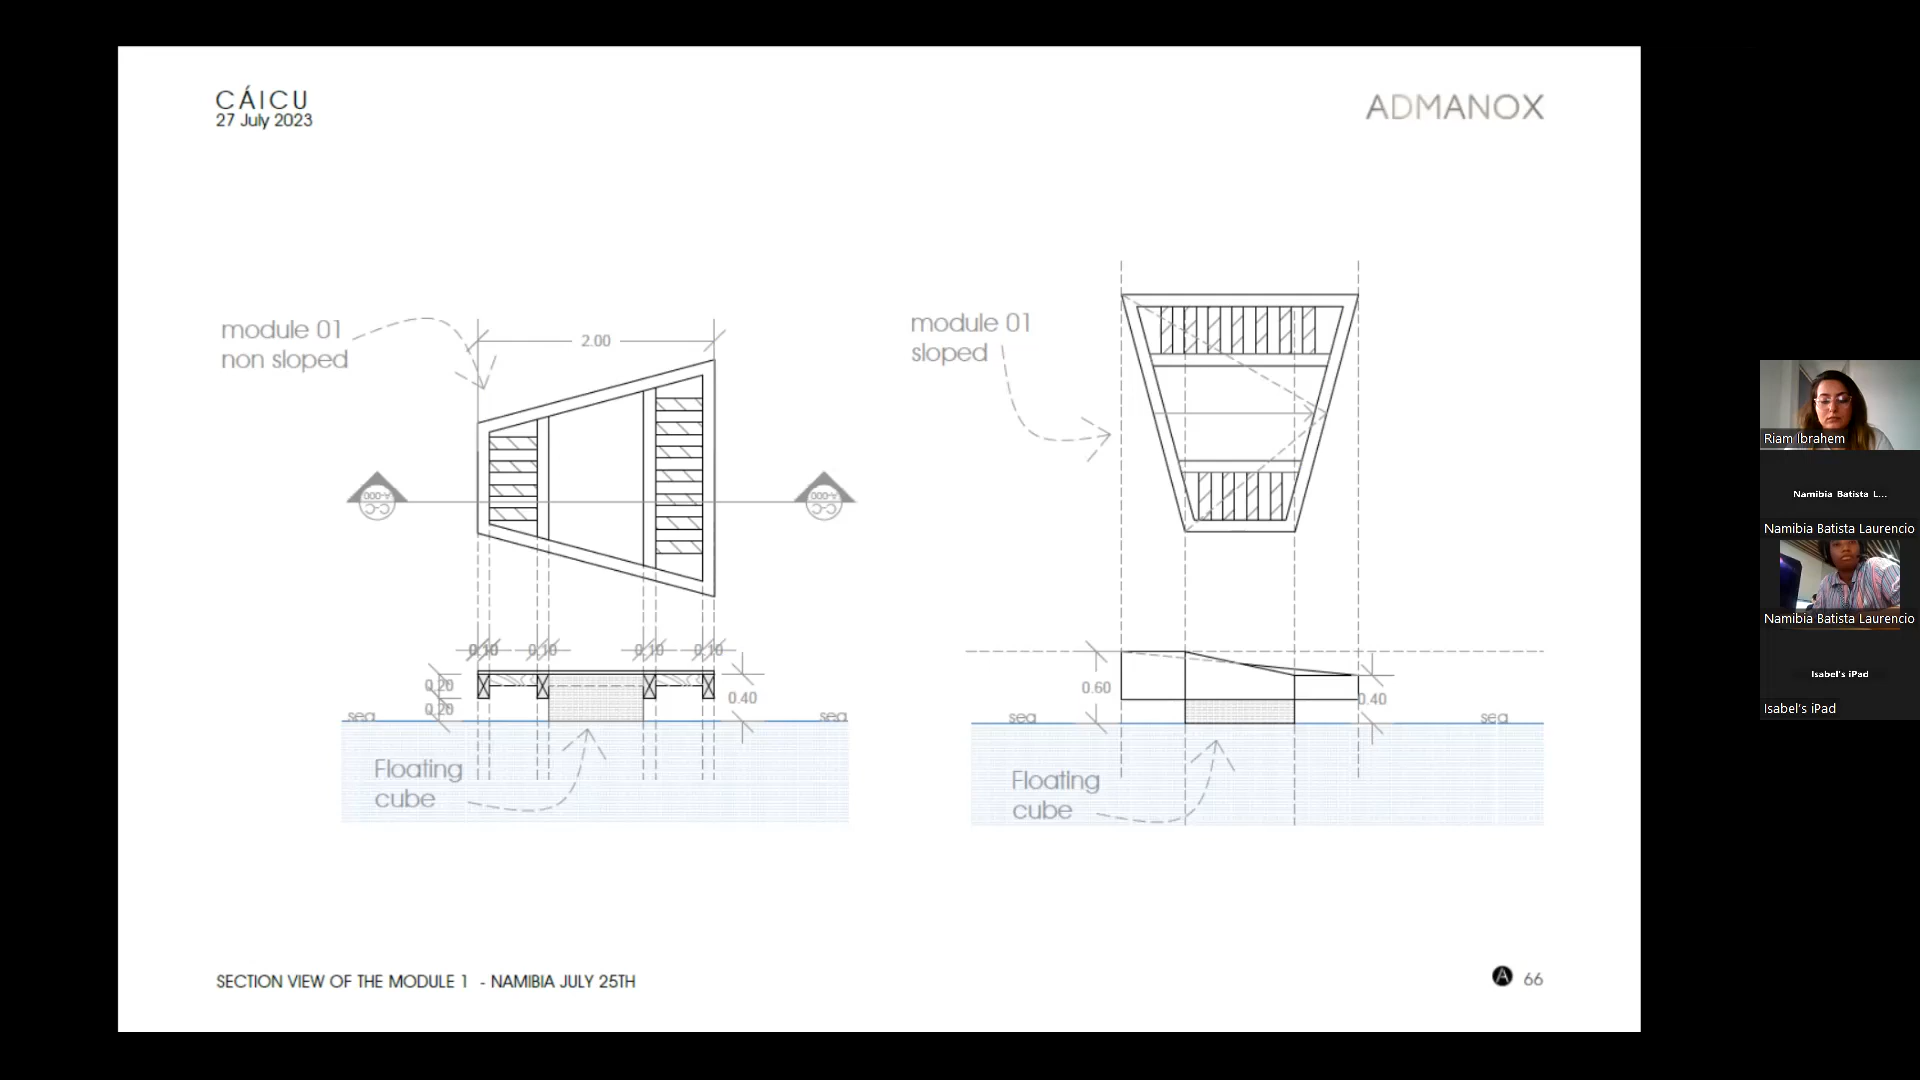 CÁICU
27 July 2023
ADMANOX
module 01
non sloped
2.00
module 01
sloped
0.10 0.10 0.10 0.10
0.20
0.20
0.40
sea sea
Floating
cube
0.60
0.40
sea sea
Floating
cube
SECTION VIEW OF THE MODULE 1 - NAMIBIA JULY 25TH
A 66
Riam Ibrahem
Namibia Batista L...
Namibia Batista Laurencio
Namibia Batista Laurencio
Isabel's iPad
Isabel's iPad